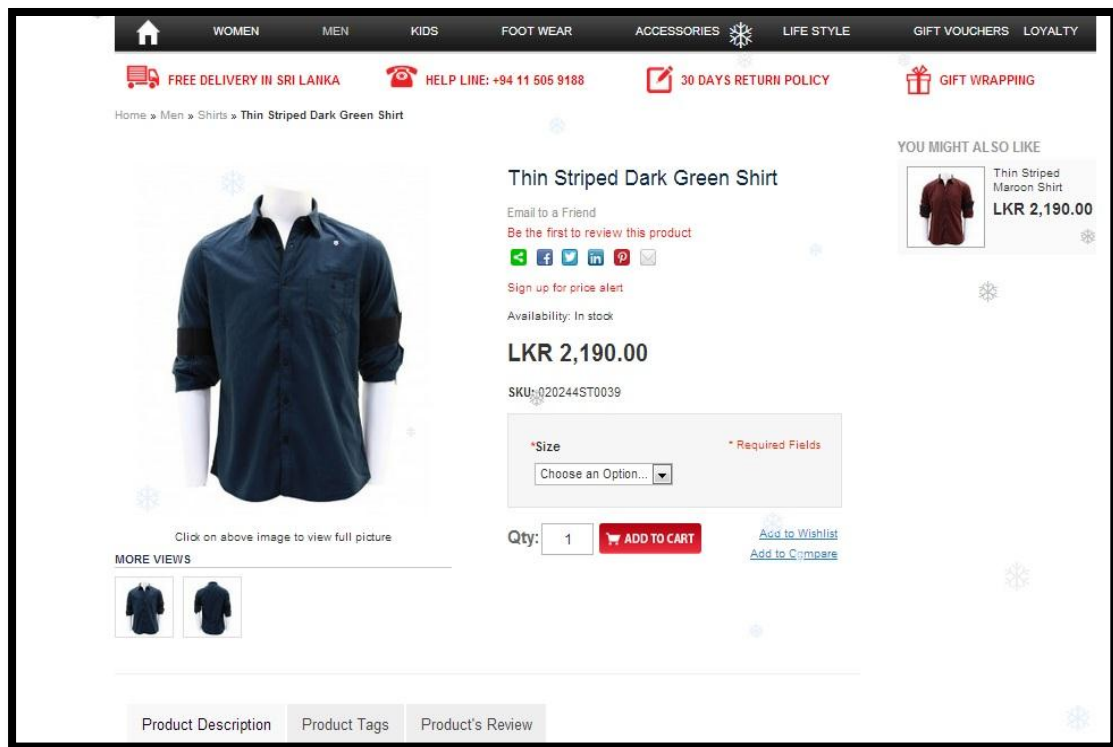 WOMEN MEN KIDS FOOT WEAR ACCESSORIES LIFE STYLE GIFT VOUCHERS LOYALTY
FREE DELIVERY IN SRI LANKA HELP LINE: +94 11 505 9188 30 DAYS RETURN POLICY GIFT WRAPPING
Home » Men » Shirts » Thin Striped Dark Green Shirt
Thin Striped Dark Green Shirt
Email to a Friend
Be the first to review this product
Sign up for price alert
Availability: In stock
LKR 2,190.00
SKU: 020244ST0039
*Size * Required Fields
Choose an Option...
Qty: 1 ADD TO CART
Add to Wishlist
Add to Compare
Click on above image to view full picture
MORE VIEWS
YOU MIGHT ALSO LIKE
Thin Striped
Maroon Shirt
LKR 2,190.00
Product Description Product Tags Product's Review